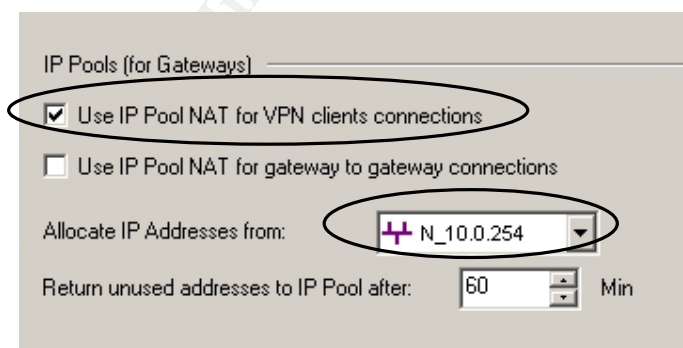 IP Pools (for Gateways)
Use IP Pool NAT for VPN clients connections
Use IP Pool NAT for gateway to gateway connections
Allocate IP Addresses from: N_10.0.254
Return unused addresses to IP Pool after: 60 Min